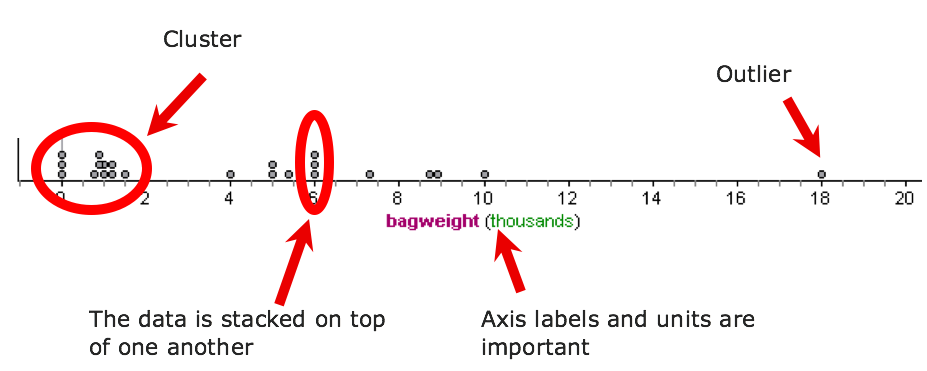 Cluster
Outlier
0 2 4 6 8 10 12 14 16 18 20
bagweight (thousands)
The data is stacked on top
of one another
Axis labels and units are
important